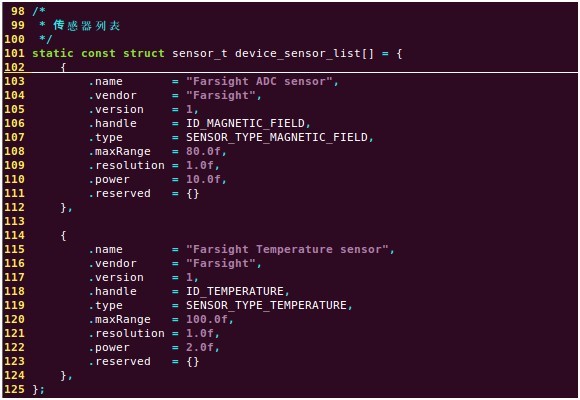 98 /*
99  * 传感器列表
100  */
101 static const struct sensor_t device_sensor_list[] = {
102     {
103         .name       = "Farsight ADC sensor",
104         .vendor     = "Farsight",
105         .version    = 1,
106         .handle     = ID_MAGNETIC_FIELD,
107         .type       = SENSOR_TYPE_MAGNETIC_FIELD,
108         .maxRange   = 80.0f,
109         .resolution = 1.0f,
110         .power      = 10.0f,
111         .reserved   = {}
112     },
113
114     {
115         .name       = "Farsight Temperature sensor",
116         .vendor     = "Farsight",
117         .version    = 1,
118         .handle     = ID_TEMPERATURE,
119         .type       = SENSOR_TYPE_TEMPERATURE,
120         .maxRange   = 100.0f,
121         .resolution = 1.0f,
122         .power      = 2.0f,
123         .reserved   = {}
124     },
125 };